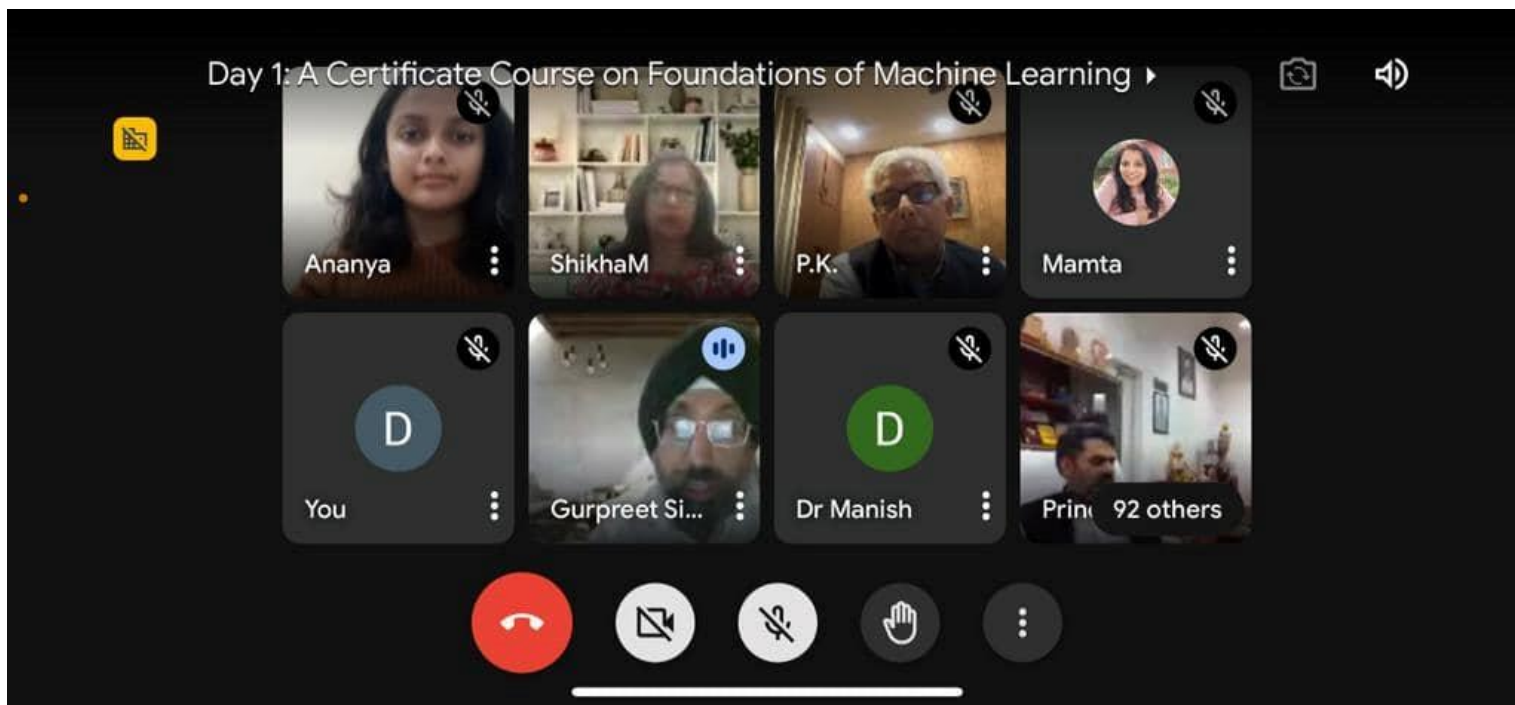 Day 1: A Certificate Course on Foundations of Machine Learning
Ananya
ShikhaM
P.K.
Mamta
D
You
Gurpreet Si...
D
Dr Manish
Prin
92 others